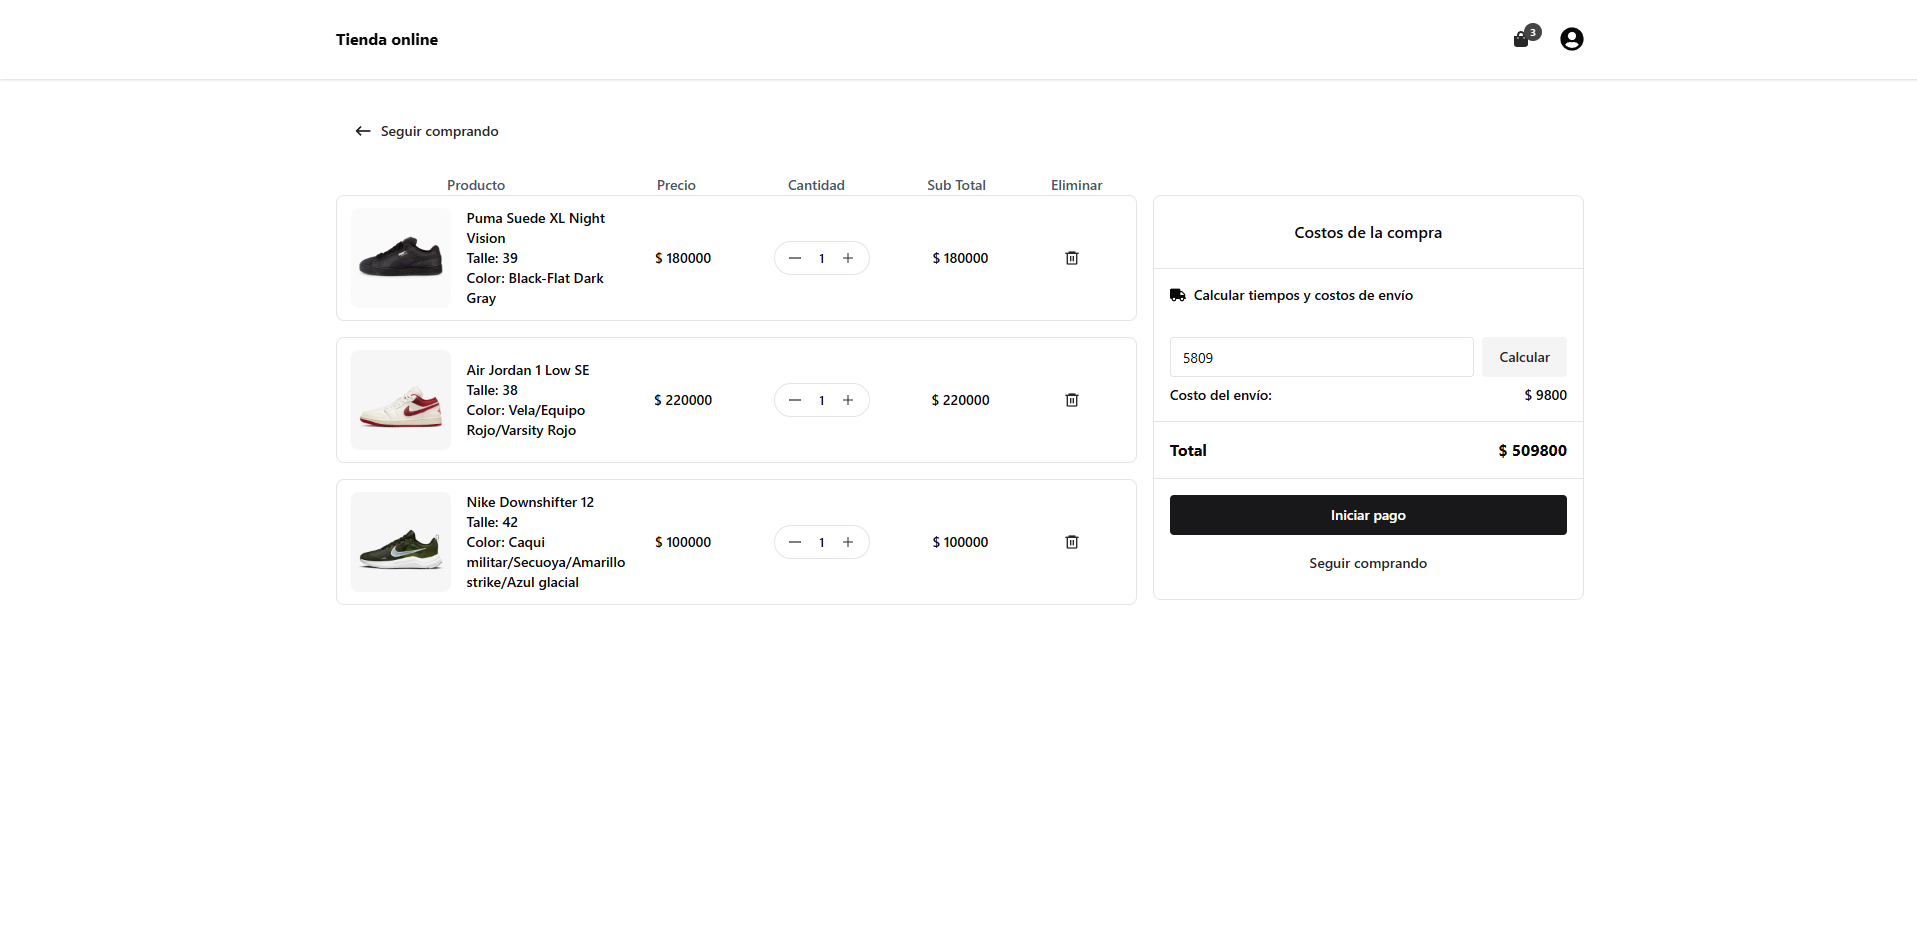 Tienda online
3
Seguir comprando
Producto Precio Cantidad Sub Total Eliminar
Puma Suede XL Night
Vision
Talle: 39
Color: Black-Flat Dark
Gray
$ 180000
1
$ 180000
Air Jordan 1 Low SE
Talle: 38
Color: Vela/Equipo
Rojo/Varsity Rojo
$ 220000
1
$ 220000
Nike Downshifter 12
Talle: 42
Color: Caqui
militar/Secuoya/Amarillo
strike/Azul glacial
$ 100000
1
$ 100000
Costos de la compra
Calcular tiempos y costos de envío
5809
Calcular
Costo del envío: $ 9800
Total $ 509800
Iniciar pago
Seguir comprando